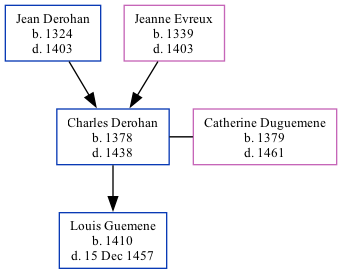 Jean Derohan
b. 1324
d. 1403
Jeanne Evreux
b. 1339
d. 1403
Charles Derohan
b. 1378
d. 1438
Catherine Duguemene
b. 1379
d. 1461
Louis Guemene
b. 1410
d. 15 Dec 1457